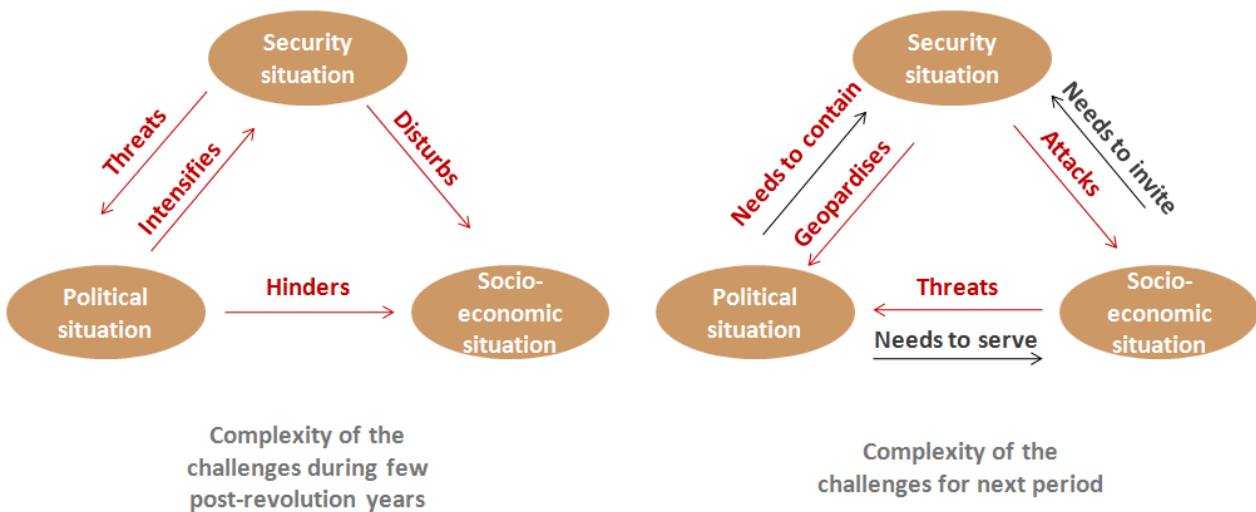 Security
situation
Threats
Intensifies
Disturbs
Political
situation
Hinders
Socio-
economic
situation
Complexity of the
challenges during few
post-revolution years
Security
situation
Needs to contain
Geopardises
Attacks
Needs to invite
Political
situation
Threats
Needs to serve
Socio-
economic
situation
Complexity of the
challenges for next period